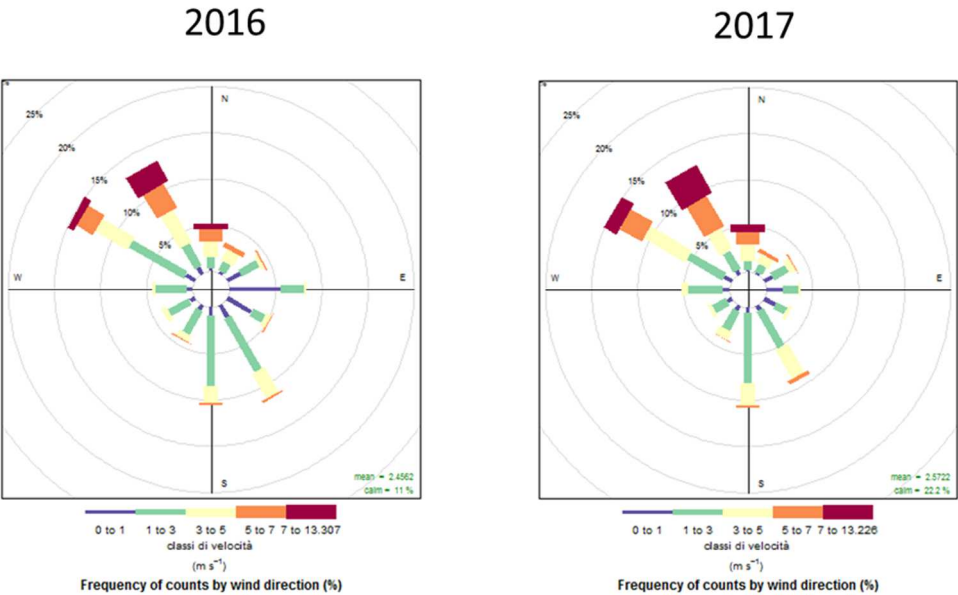 2016
2017
N
25%
20%
15%
10%
5%
W
E
S
mean = 2.4562
calm = 11 %
0 to 1 1 to 3 3 to 5 5 to 7 7 to 13.307
classi di velocità
(m s⁻¹)
Frequency of counts by wind direction (%)
N
25%
20%
15%
10%
5%
W
E
S
mean = 2.5722
calm = 22.2 %
0 to 1 1 to 3 3 to 5 5 to 7 7 to 13.226
classi di velocità
(m s⁻¹)
Frequency of counts by wind direction (%)